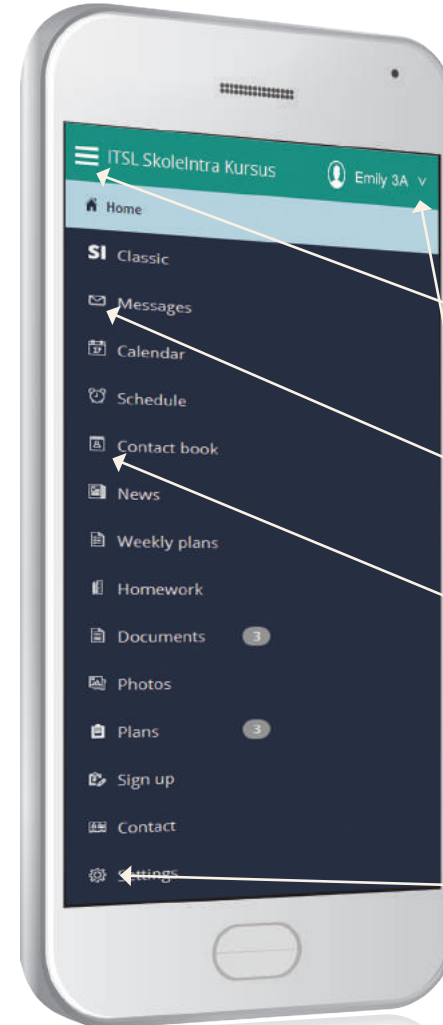 ITSL SkoleIntra Kursus
Emily 3A
Home
SI Classic
Messages
Calendar
Schedule
Contact book
News
Weekly plans
Homework
Documents 3
Photos
Plans 3
Sign up
Contact
Settings